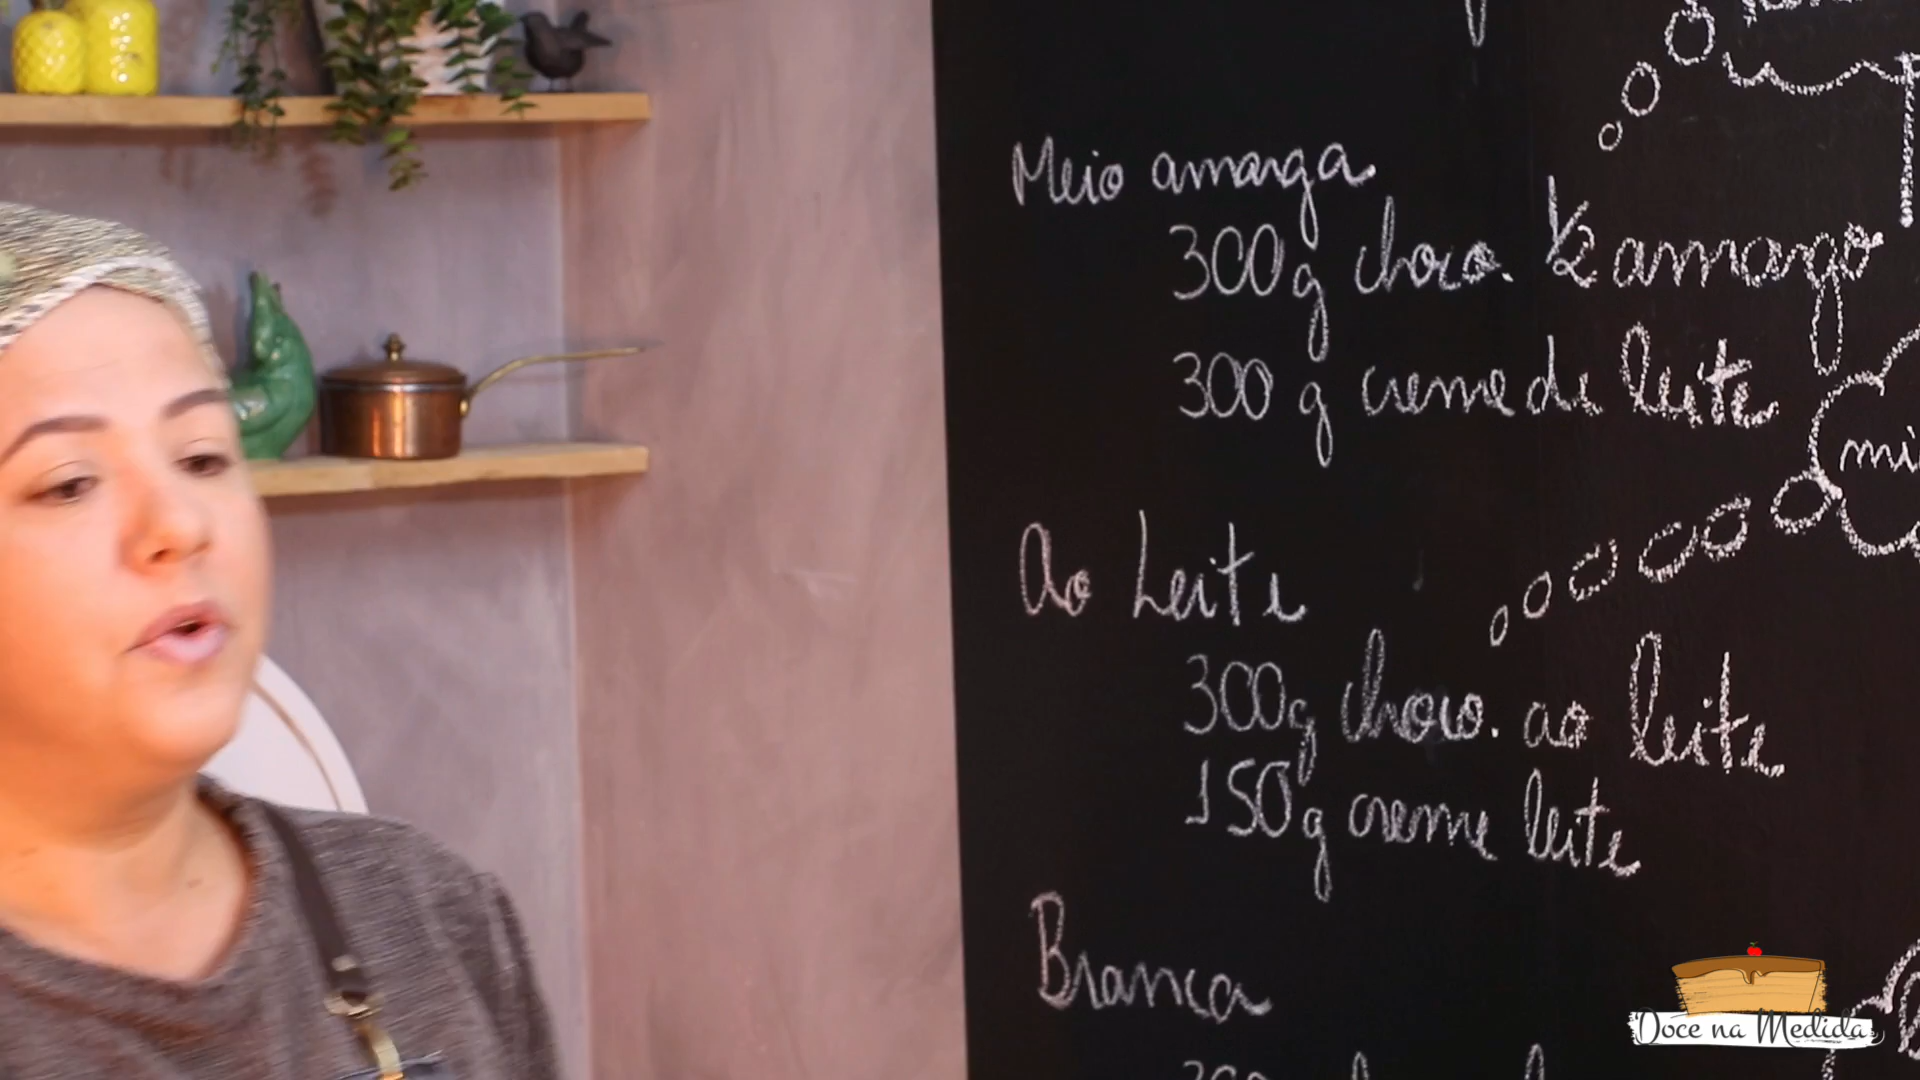 Meio amarga
300g choco. 1/2 amargo
300 g creme de leite
mi
Ao Leite
300g choco. ao leite
150g creme leite
Branca
Doce na Medida